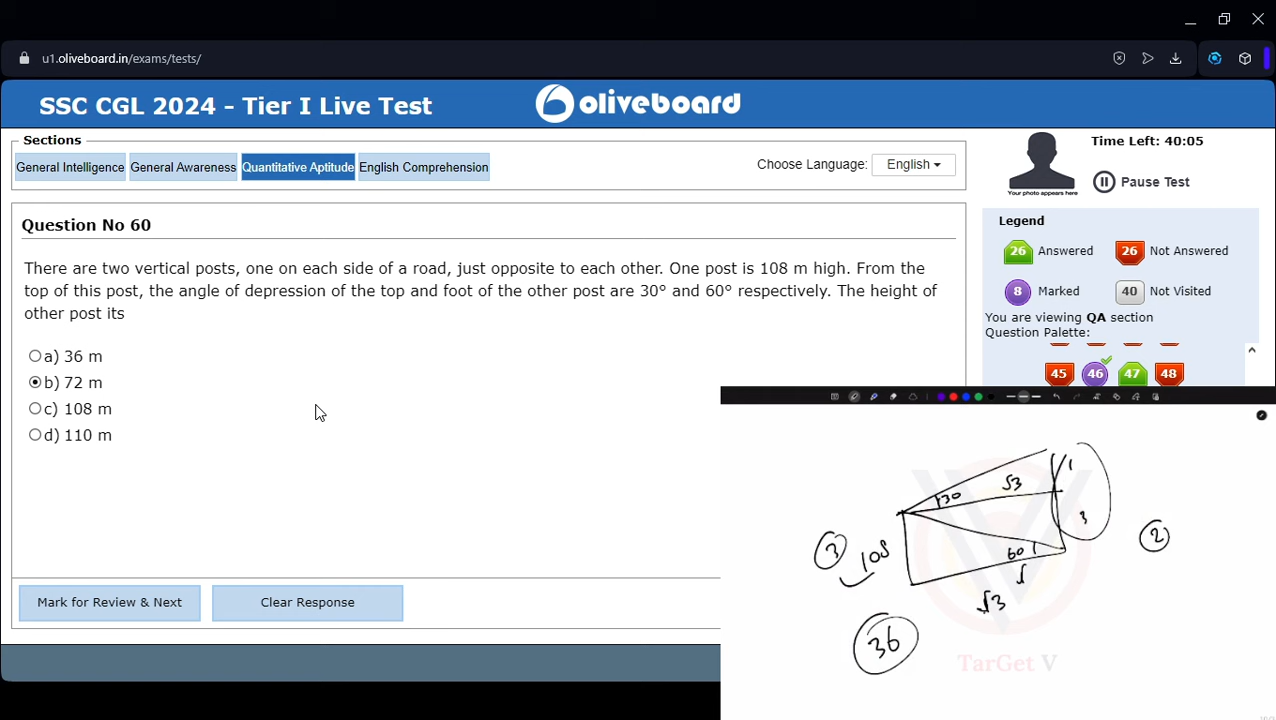 u1.oliveboard.in/exams/tests/
SSC CGL 2024 - Tier I Live Test
oliveboard
Sections
General Intelligence
General Awareness
Quantitative Aptitude
English Comprehension
Choose Language:
English
Time Left: 40:05
Your photo appears here
Pause Test
Question No 60
There are two vertical posts, one on each side of a road, just opposite to each other. One post is 108 m high. From the
top of this post, the angle of depression of the top and foot of the other post are 30° and 60° respectively. The height of
other post its
a) 36 m
b) 72 m
c) 108 m
d) 110 m
Mark for Review & Next
Clear Response
Legend
26 Answered
26 Not Answered
8 Marked
40 Not Visited
You are viewing QA section
Question Palette:
45 46 47 48
1
√3
30
3
3
108
60
2
√3
36
TarGet V